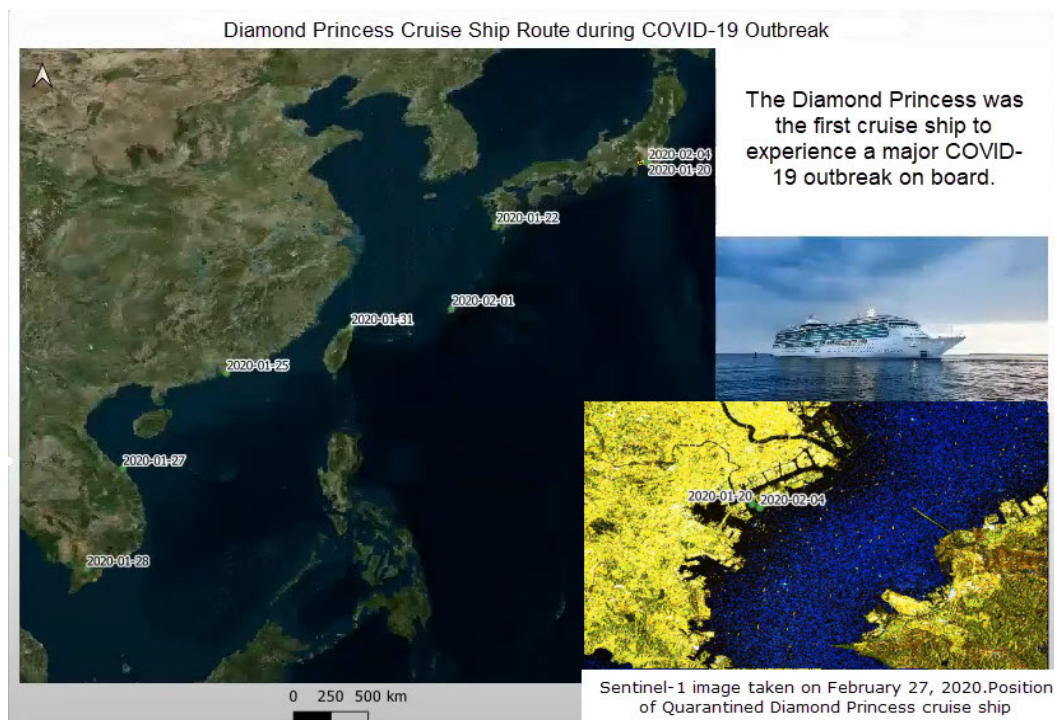 Diamond Princess Cruise Ship Route during COVID-19 Outbreak
The Diamond Princess was
the first cruise ship to
experience a major COVID-
19 outbreak on board.
2020-02-04
2020-01-20
2020-01-22
2020-02-01
2020-01-31
2020-01-25
2020-01-27
2020-01-28
2020-01-20
2020-02-04
0 250 500 km
Sentinel-1 image taken on February 27, 2020.Position
of Quarantined Diamond Princess cruise ship